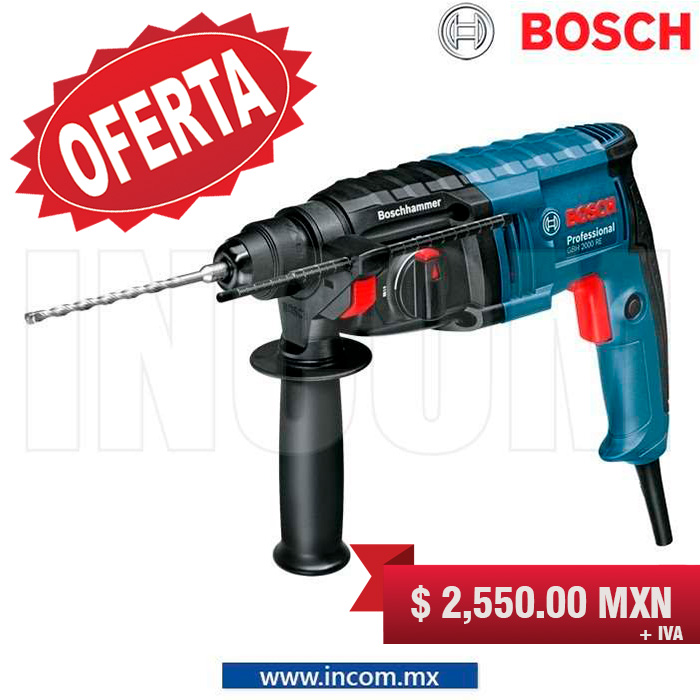 BOSCH
OFERTA
Boschhammer
BOSCH
Professional
GBH 2000 RE
INCOM
$ 2,550.00 MXN
+ IVA
www.incom.mx